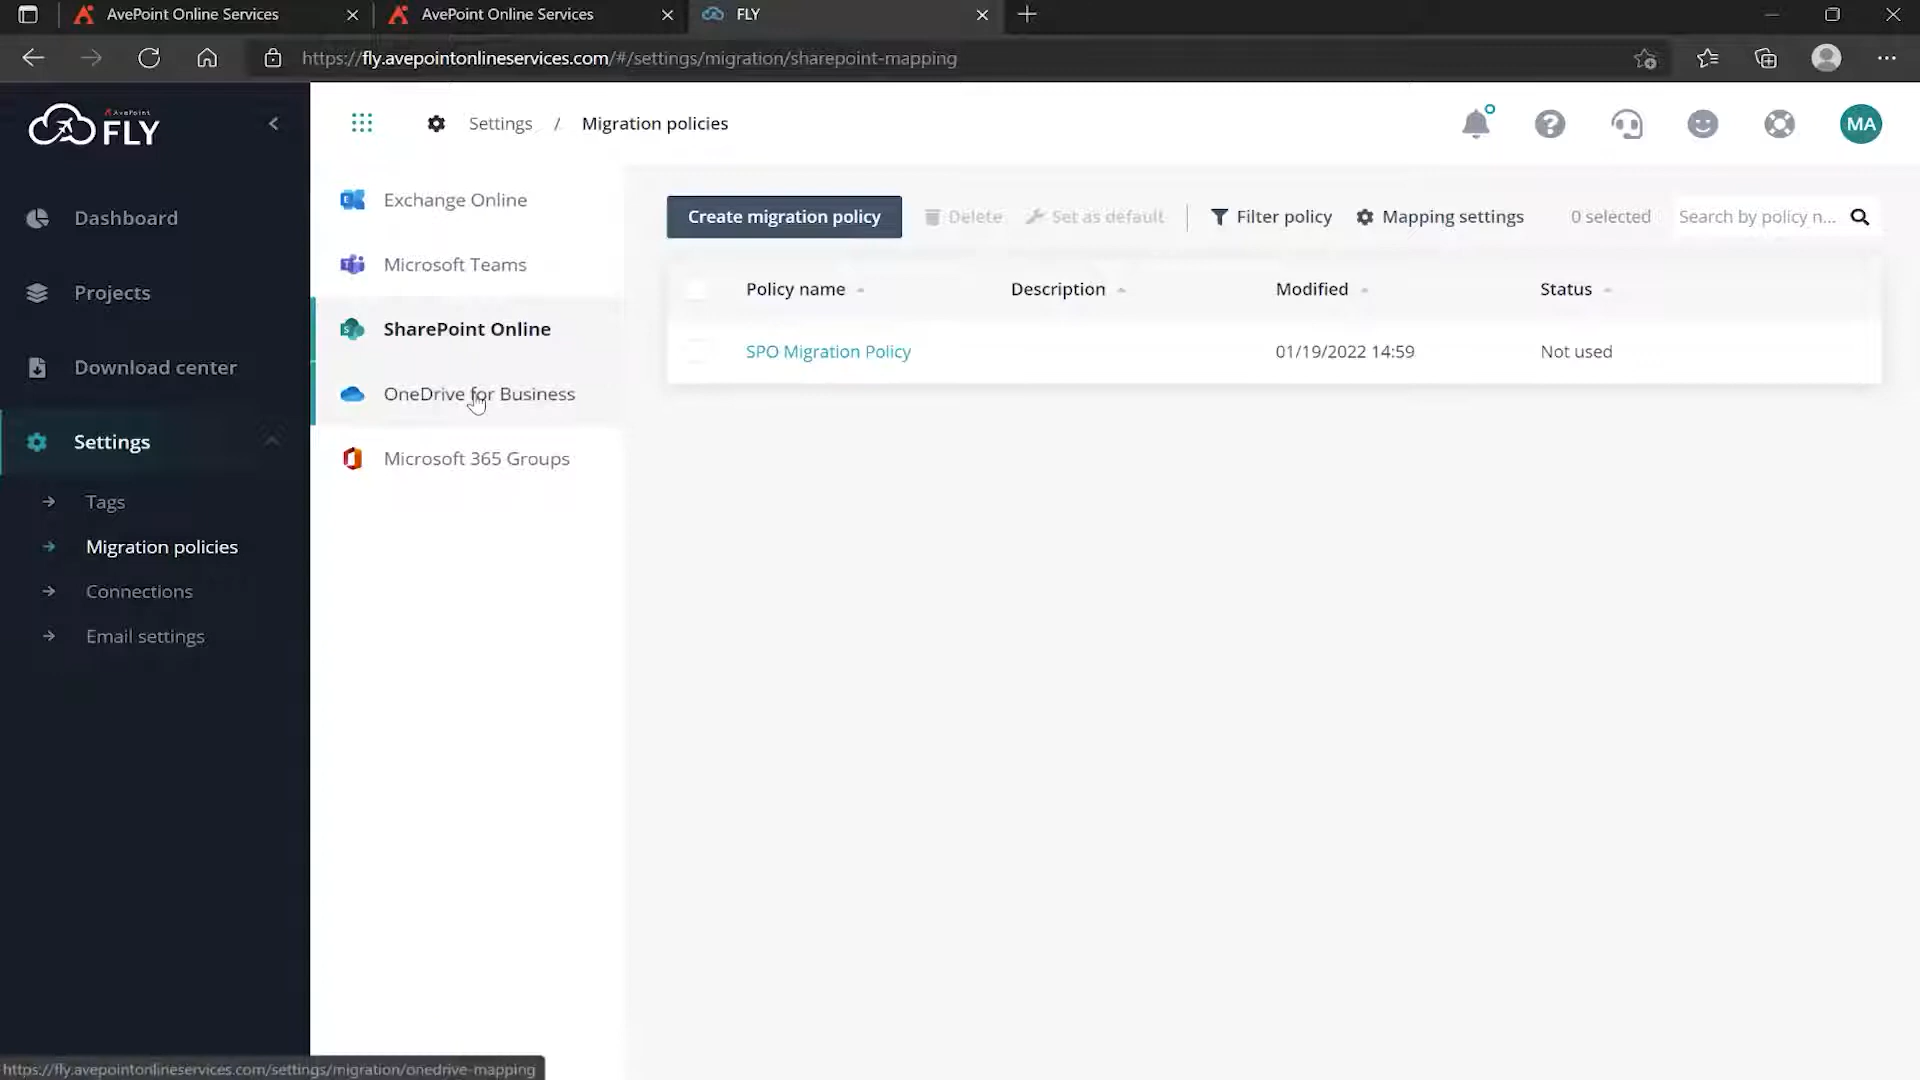 AvePoint Online Services
AvePoint Online Services
FLY
https://fly.avepointonlineservices.com/#/settings/migration/sharepoint-mapping
AvePoint
FLY
Settings / Migration policies
MA
Dashboard
Projects
Download center
Settings
Tags
Migration policies
Connections
Email settings
Exchange Online
Microsoft Teams
SharePoint Online
OneDrive for Business
Microsoft 365 Groups
Create migration policy Delete Set as default Filter policy Mapping settings 0 selected Search by policy n...
Policy name Description Modified Status
SPO Migration Policy 01/19/2022 14:59 Not used
https://fly.avepointonlineservices.com/settings/migration/onedrive-mapping